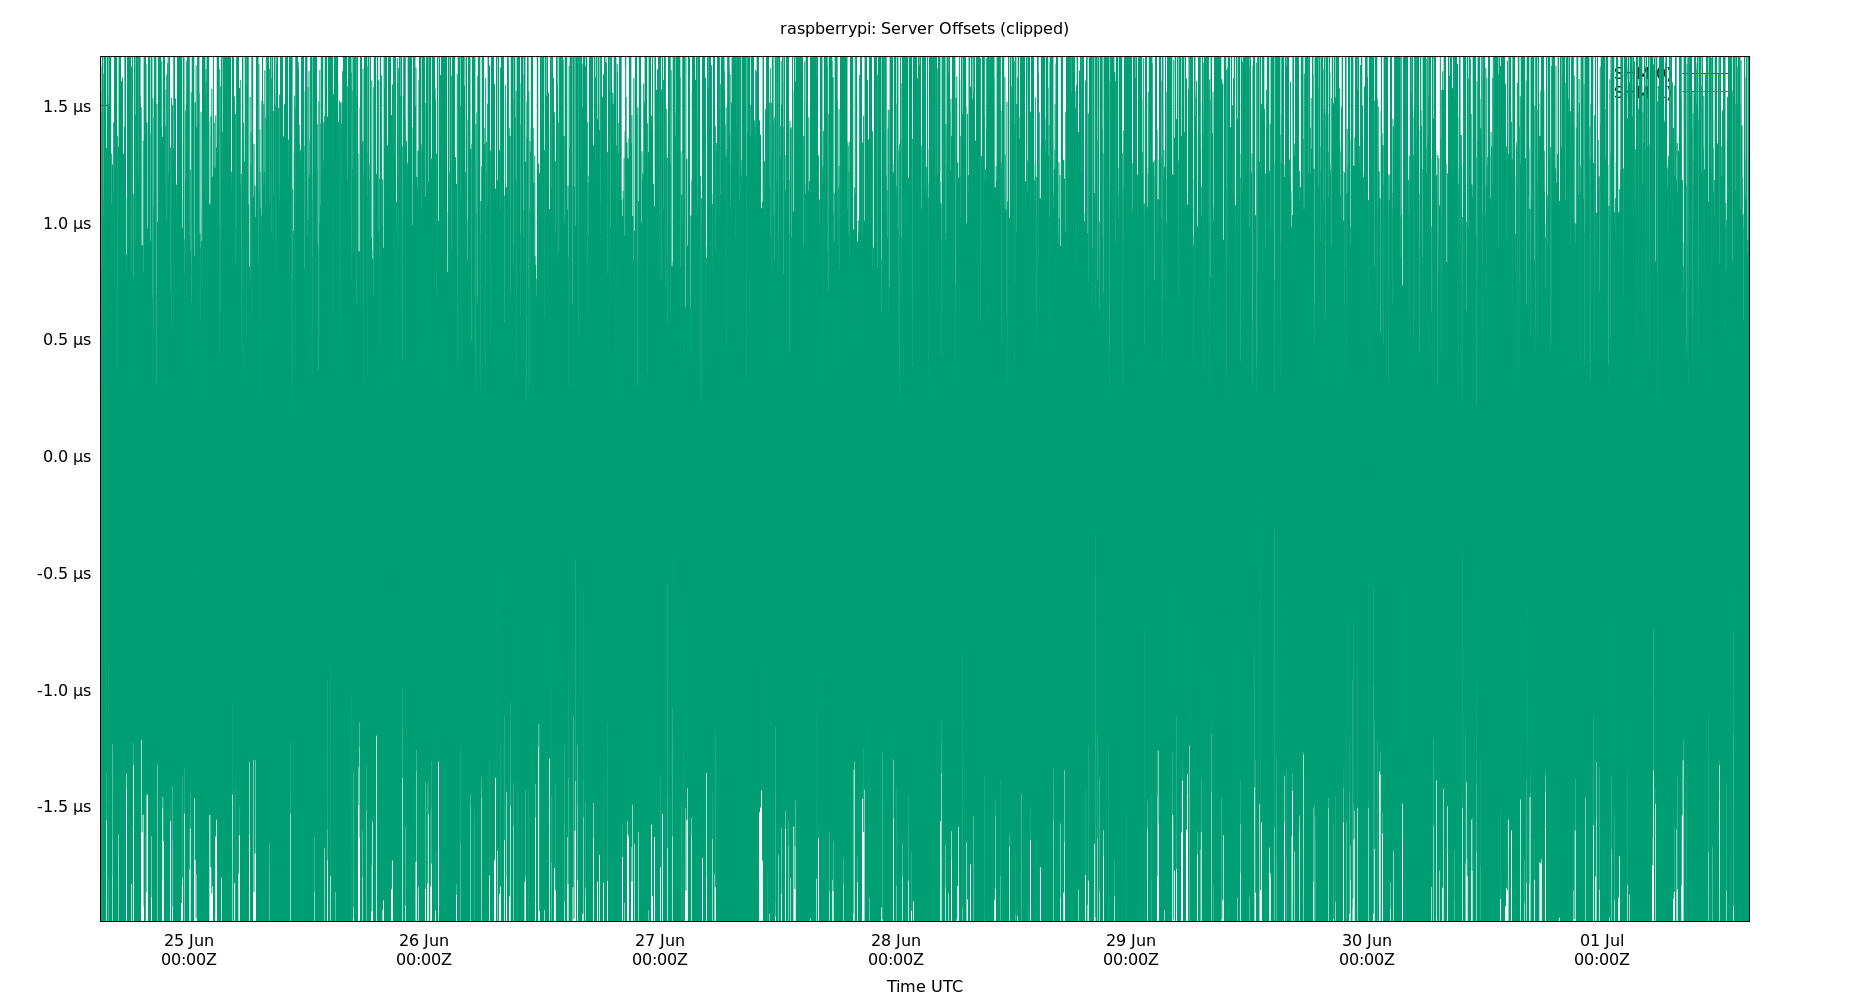 raspberrypi: Server Offsets (clipped)
1.5 µs
1.0 µs
0.5 µs
0.0 µs
-0.5 µs
-1.0 µs
-1.5 µs
25 Jun 26 Jun 27 Jun 28 Jun 29 Jun 30 Jun 01 Jul
00:00Z 00:00Z 00:00Z 00:00Z 00:00Z 00:00Z 00:00Z
Time UTC